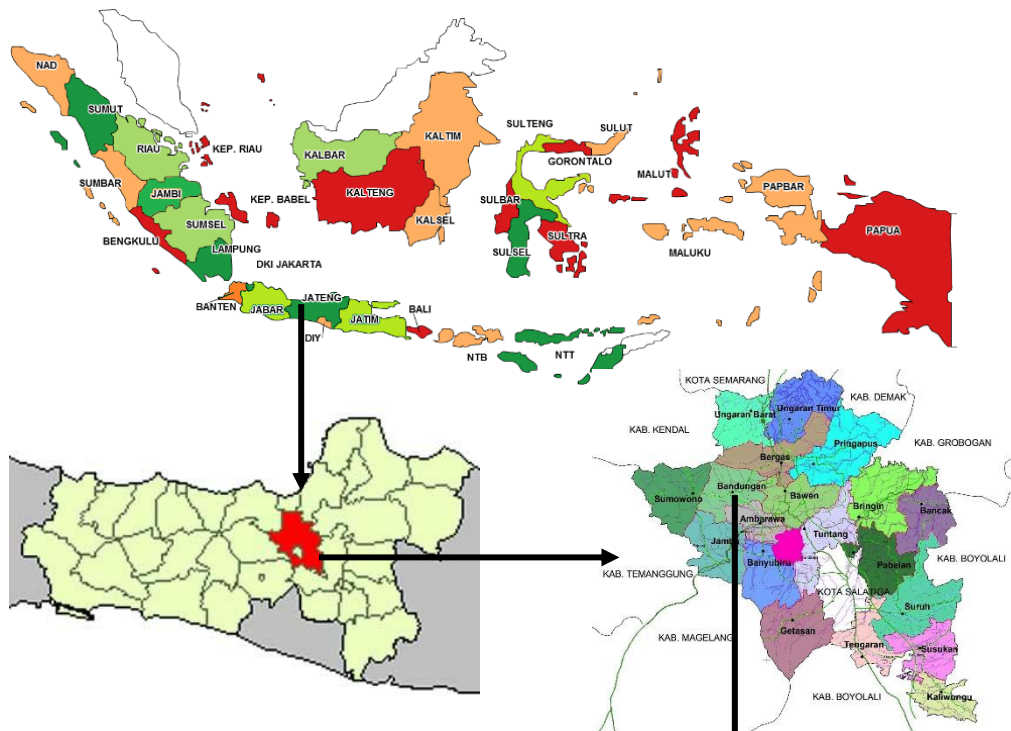 NAD
SUMUT
RIAU
KEP. RIAU
SUMBAR
JAMBI
KEP. BABEL
SUMSEL
BENGKULU
LAMPUNG
DKI JAKARTA
BANTEN
JABAR
JATENG
DIY
JATIM
BALI
NTB
NTT
KALBAR
KALTENG
KALTIM
KALSEL
SULTENG
SULUT
GORONTALO
SULBAR
SULTRA
SULSEL
MALUT
MALUKU
PAPBAR
PAPUA
KOTA SEMARANG
KAB. DEMAK
Ungaran Barat
Ungaran Timur
KAB. KENDAL
Pringapus
KAB. GROBOGAN
Bergas
Bandungan
Sumowono
Bawen
Bringin
Bancak
Ambarawa
Tuntang
Jambu
Banyubiru
Pabelan
KAB. BOYOLALI
KAB. TEMANGGUNG
KOTA SALATIGA
Suruh
KAB. MAGELANG
Getasan
Tengaran
Susukan
Kaliwungu
KAB. BOYOLALI